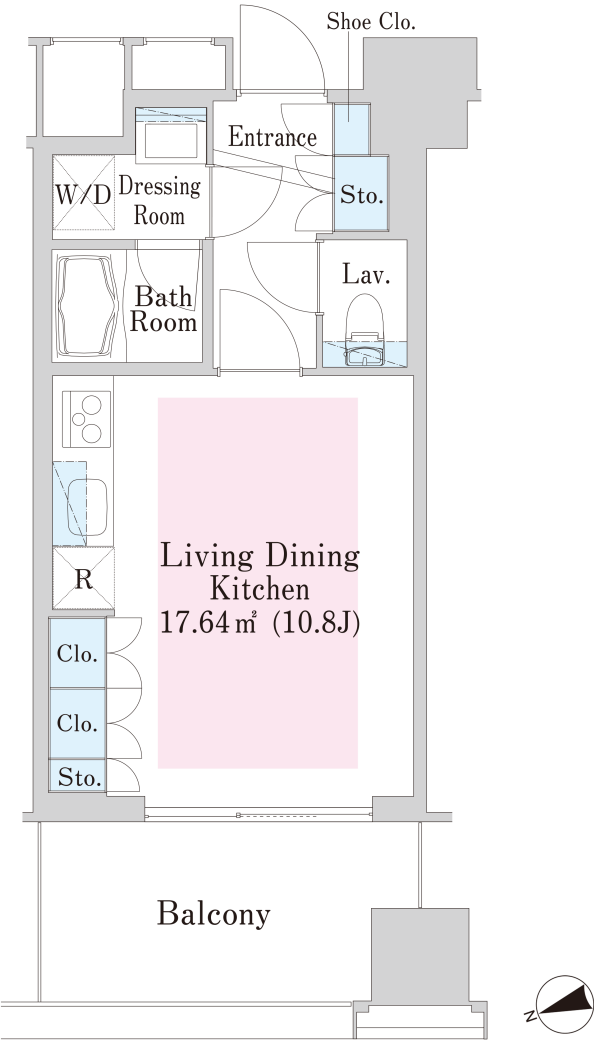 Shoe Clo.
Entrance
W/D
Dressing
Room
Sto.
Lav.
Bath
Room
Living Dining
Kitchen
17.64㎡ (10.8J)
R
Clo.
Clo.
Sto.
Balcony
N